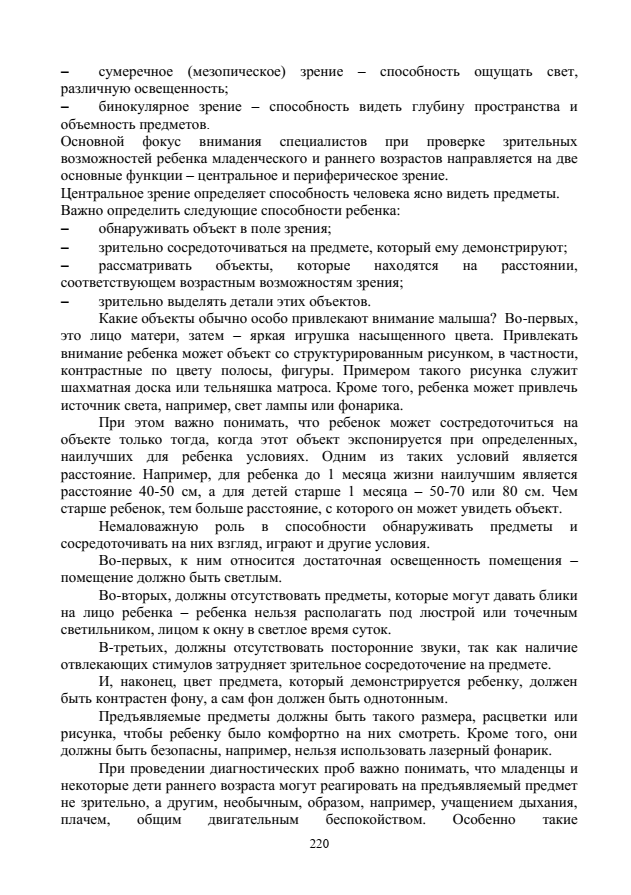 – сумеречное (мезопическое) зрение – способность ощущать свет,
различную освещенность;
– бинокулярное зрение – способность видеть глубину пространства и
объемность предметов.
Основной фокус внимания специалистов при проверке зрительных
возможностей ребенка младенческого и раннего возрастов направляется на две
основные функции – центральное и периферическое зрение.
Центральное зрение определяет способность человека ясно видеть предметы.
Важно определить следующие способности ребенка:
– обнаруживать объект в поле зрения;
– зрительно сосредоточиваться на предмете, который ему демонстрируют;
– рассматривать объекты, которые находятся на расстоянии,
соответствующем возрастным возможностям зрения;
– зрительно выделять детали этих объектов.
Какие объекты обычно особо привлекают внимание малыша? Во-первых,
это лицо матери, затем – яркая игрушка насыщенного цвета. Привлекать
внимание ребенка может объект со структурированным рисунком, в частности,
контрастные по цвету полосы, фигуры. Примером такого рисунка служит
шахматная доска или тельняшка матроса. Кроме того, ребенка может привлечь
источник света, например, свет лампы или фонарика.
При этом важно понимать, что ребенок может состредоточиться на
объекте только тогда, когда этот объект экспонируется при определенных,
наилучших для ребенка условиях. Одним из таких условий является
расстояние. Например, для ребенка до 1 месяца жизни наилучшим является
расстояние 40-50 см, а для детей старше 1 месяца – 50-70 или 80 см. Чем
старше ребенок, тем больше расстояние, с которого он может увидеть объект.
Немаловажную роль в способности обнаруживать предметы и
сосредоточивать на них взгляд, играют и другие условия.
Во-первых, к ним относится достаточная освещенность помещения –
помещение должно быть светлым.
Во-вторых, должны отсутствовать предметы, которые могут давать блики
на лицо ребенка – ребенка нельзя располагать под люстрой или точечным
светильником, лицом к окну в светлое время суток.
В-третьих, должны отсутствовать посторонние звуки, так как наличие
отвлекающих стимулов затрудняет зрительное сосредоточение на предмете.
И, наконец, цвет предмета, который демонстрируется ребенку, должен
быть контрастен фону, а сам фон должен быть однотонным.
Предъявляемые предметы должны быть такого размера, расцветки или
рисунка, чтобы ребенку было комфортно на них смотреть. Кроме того, они
должны быть безопасны, например, нельзя использовать лазерный фонарик.
При проведении диагностических проб важно понимать, что младенцы и
некоторые дети раннего возраста могут реагировать на предъявляемый предмет
не зрительно, а другим, необычным, образом, например, учащением дыхания,
плачем, общим двигательным беспокойством. Особенно такие
220